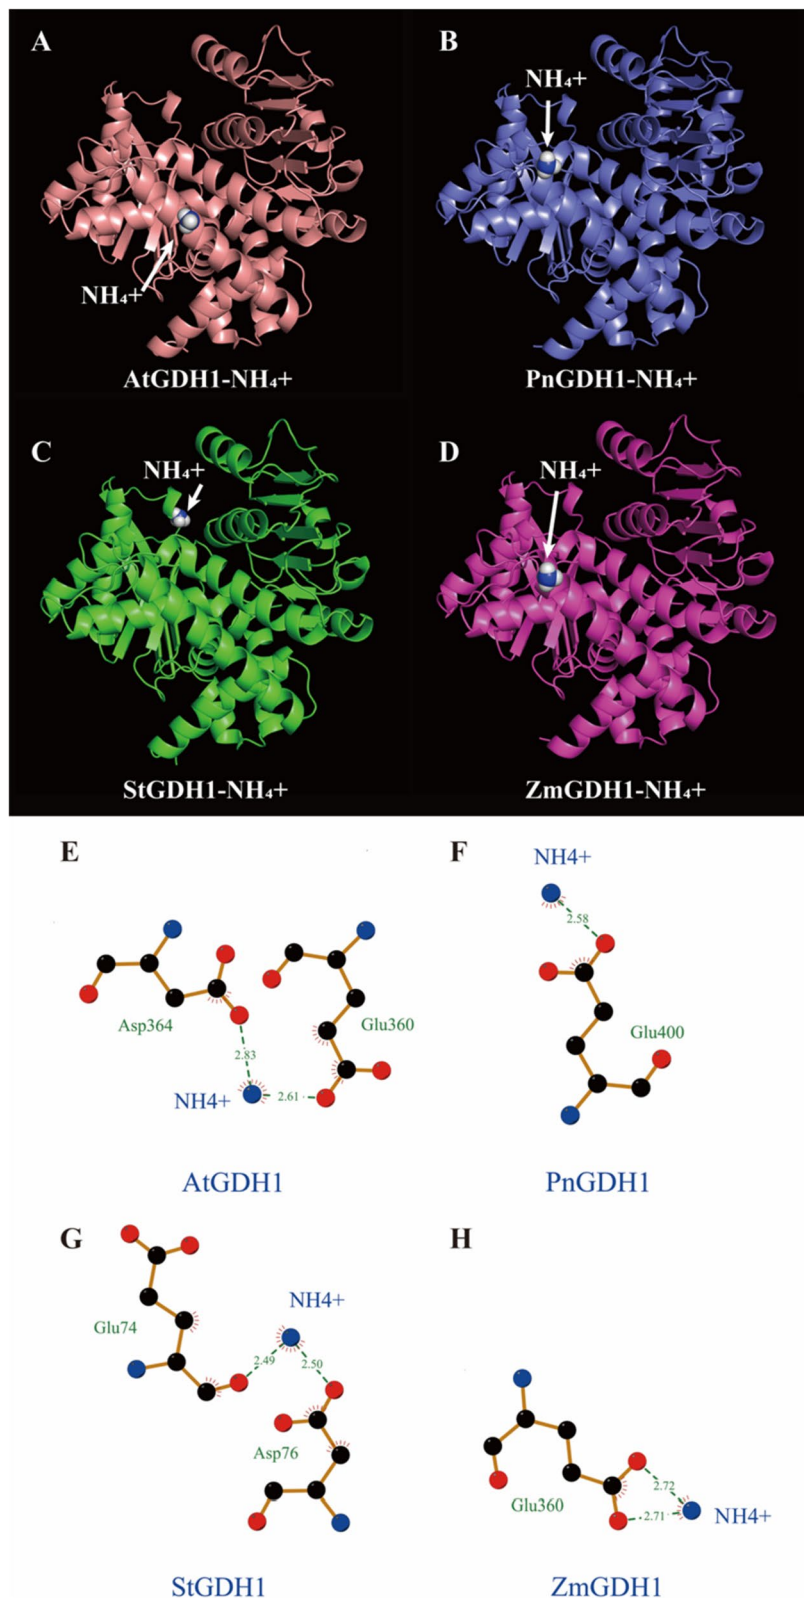 A
NH₄+
AtGDH1-NH₄+
B
NH₄+
PnGDH1-NH₄+
C
NH₄+
StGDH1-NH₄+
D
NH₄+
ZmGDH1-NH₄+
E
Asp364
Glu360
2.83
NH4+
2.61
AtGDH1
F
NH4+
2.58
Glu400
PnGDH1
G
NH4+
Glu74
2.49
2.50
Asp76
StGDH1
H
2.72
Glu360
2.71
NH4+
ZmGDH1